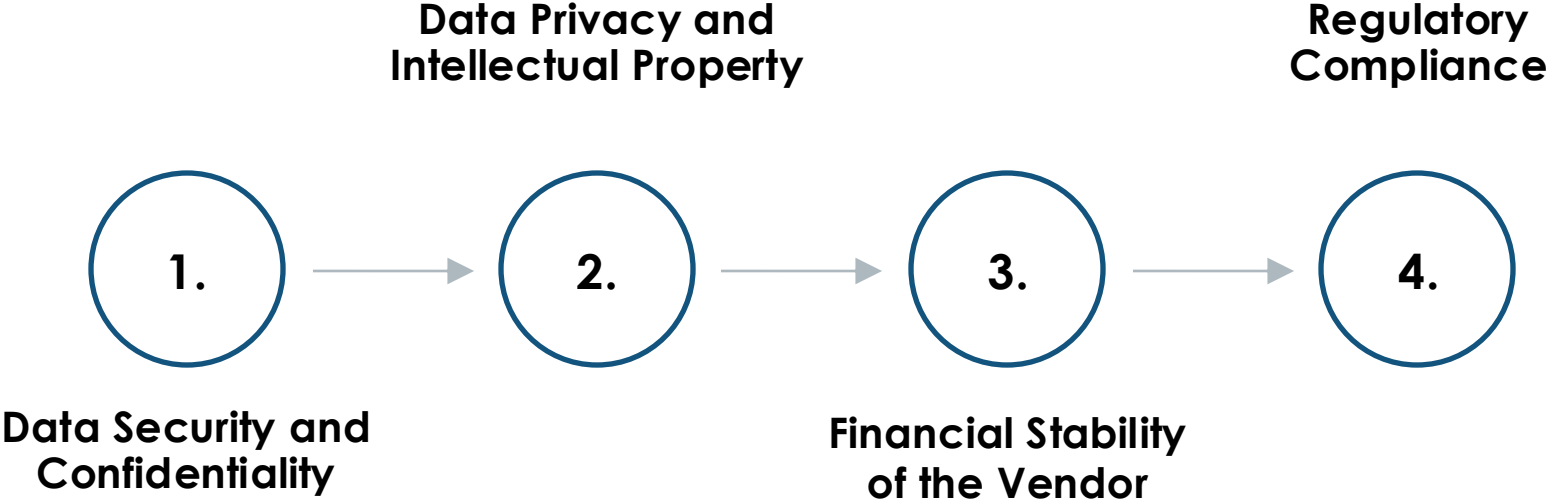 Data Privacy and
Intellectual Property
Regulatory
Compliance
1.
2.
3.
4.
Data Security and
Confidentiality
Financial Stability
of the Vendor